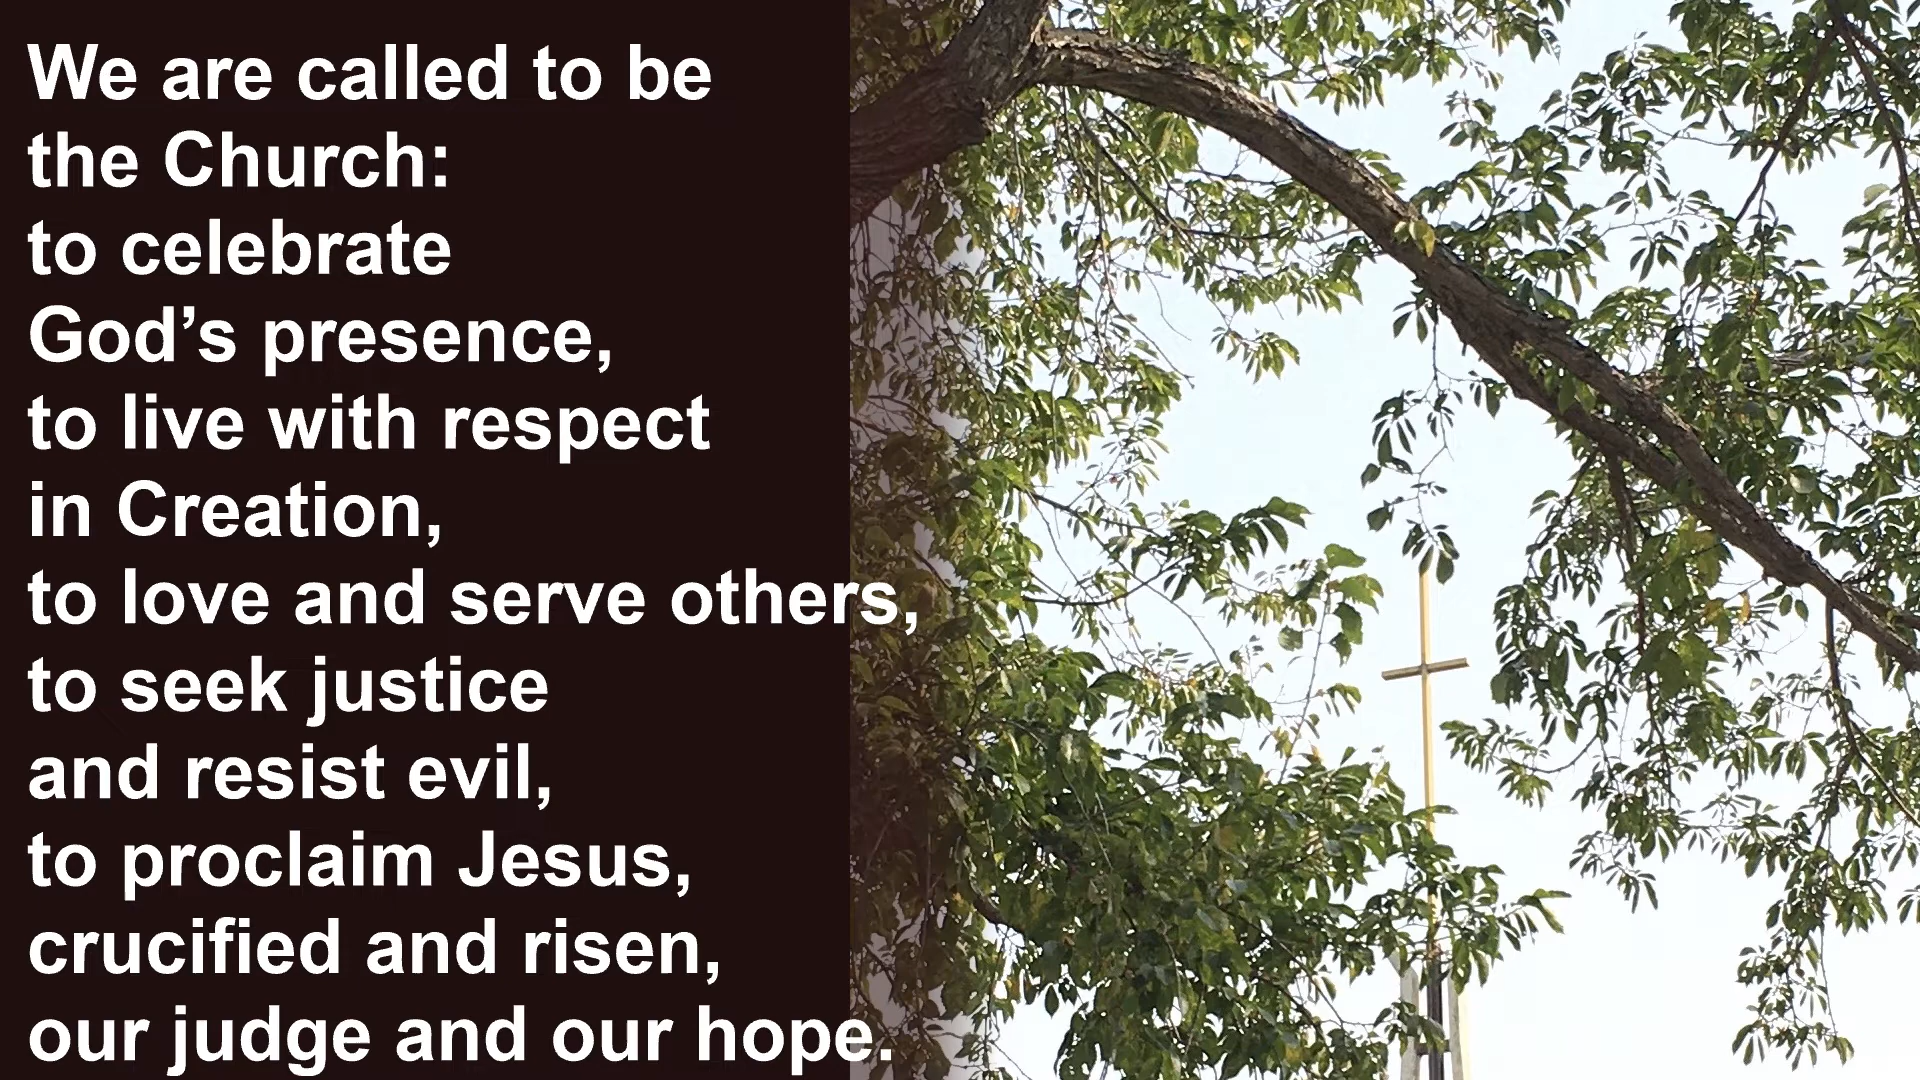 We are called to be
the Church:
to celebrate
God’s presence,
to live with respect
in Creation,
to love and serve others,
to seek justice
and resist evil,
to proclaim Jesus,
crucified and risen,
our judge and our hope.